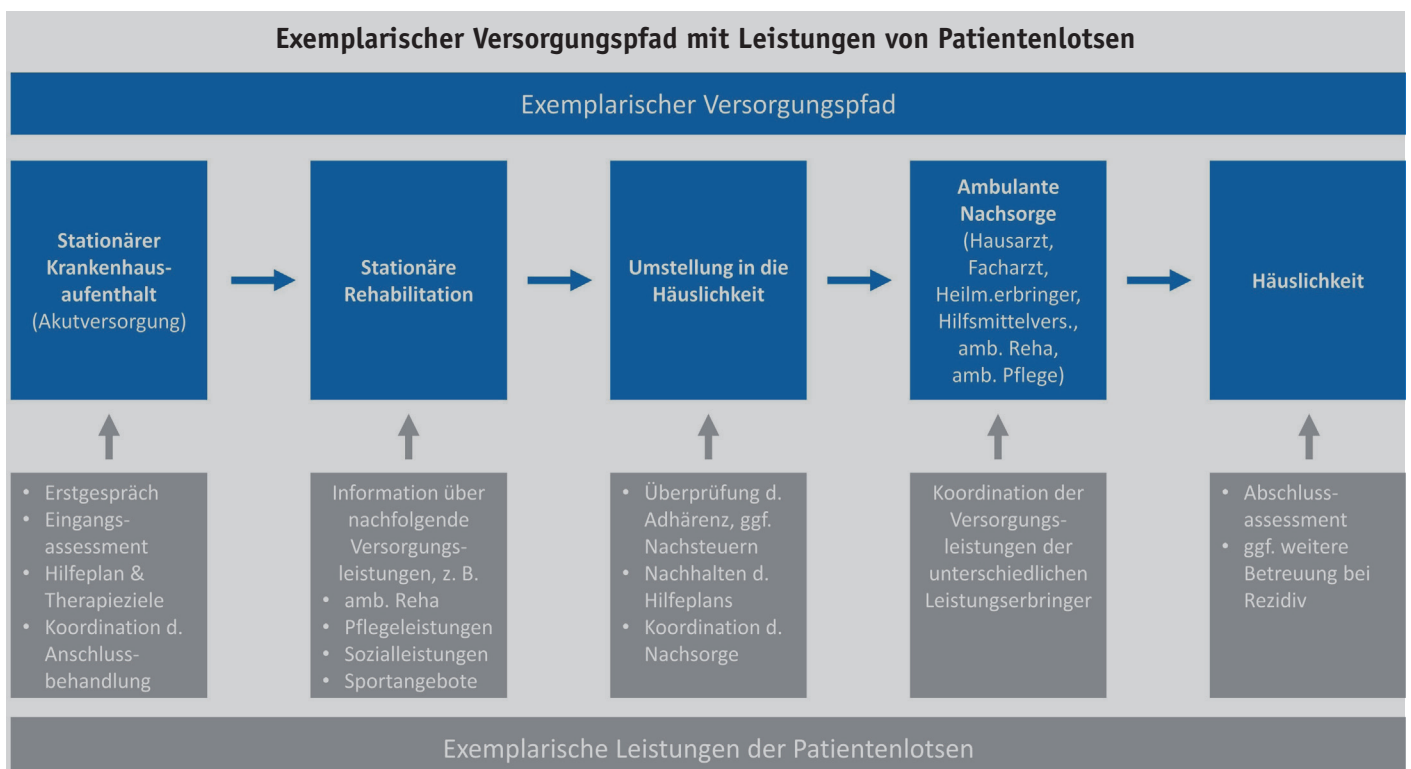 Exemplarischer Versorgungspfad mit Leistungen von Patientenlotsen
Exemplarischer Versorgungspfad
Stationärer
Krankenhaus-
aufenthalt
(Akutversorgung)
Stationäre
Rehabilitation
Umstellung in die
Häuslichkeit
Ambulante
Nachsorge
(Hausarzt,
Facharzt,
Heilm.erbringer,
Hilfsmittelvers.,
amb. Reha,
amb. Pflege)
Häuslichkeit
• Erstgespräch
• Eingangs-
assessment
• Hilfeplan &
Therapieziele
• Koordination d.
Anschluss-
behandlung
Information über
nachfolgende
Versorgungs-
leistungen, z. B.
• amb. Reha
• Pflegeleistungen
• Sozialleistungen
• Sportangebote
• Überprüfung d.
Adhärenz, ggf.
Nachsteuern
• Nachhalten d.
Hilfeplans
• Koordination d.
Nachsorge
Koordination der
Versorgungs-
leistungen der
unterschiedlichen
Leistungserbringer
• Abschluss-
assessment
• ggf. weitere
Betreuung bei
Rezidiv
Exemplarische Leistungen der Patientenlotsen